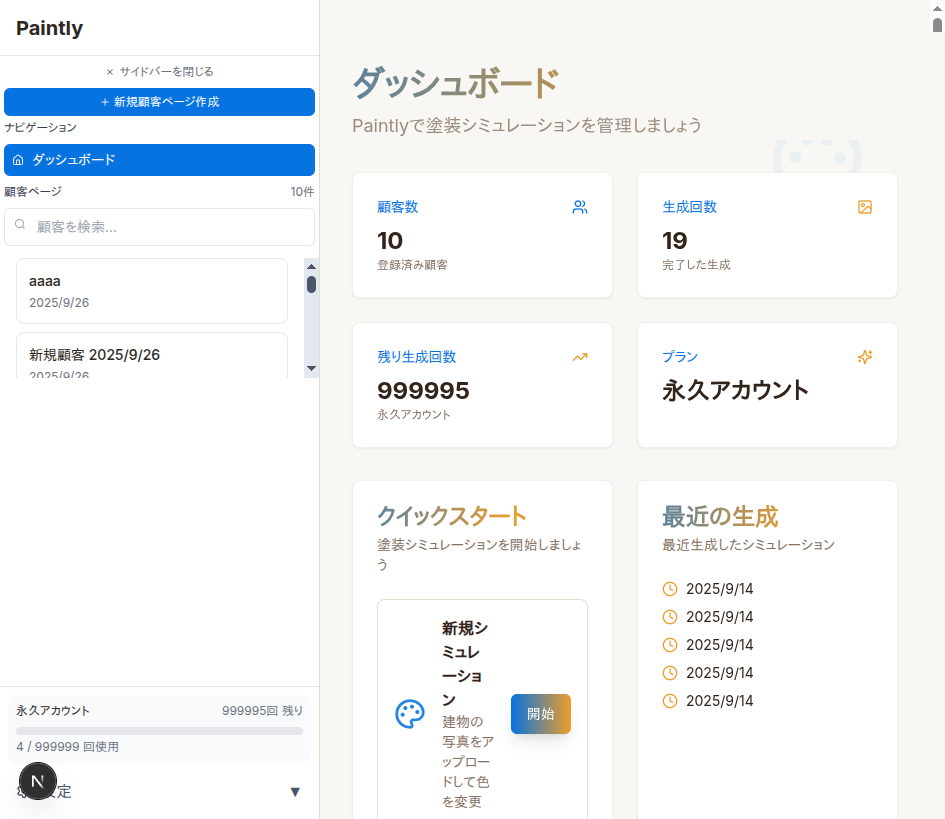 Paintly
× サイドバーを閉じる
+ 新規顧客ページ作成
ナビゲーション
ダッシュボード
顧客ページ 10件
顧客を検索...
aaaa
2025/9/26
新規顧客 2025/9/26
2025/9/26
永久アカウント 999995回 残り
4 / 999999 回使用
N
定
▼
ダッシュボード
Paintlyで塗装シミュレーションを管理しましょう
顧客数
10
登録済み顧客
生成回数
19
完了した生成
残り生成回数
999995
永久アカウント
プラン
永久アカウント
クイックスタート
塗装シミュレーションを開始しましょ
う
新規シ
ミュレ
ーショ
ン
建物の
写真をア
ップロー
ドして色
を変更
開始
最近の生成
最近生成したシミュレーション
2025/9/14
2025/9/14
2025/9/14
2025/9/14
2025/9/14